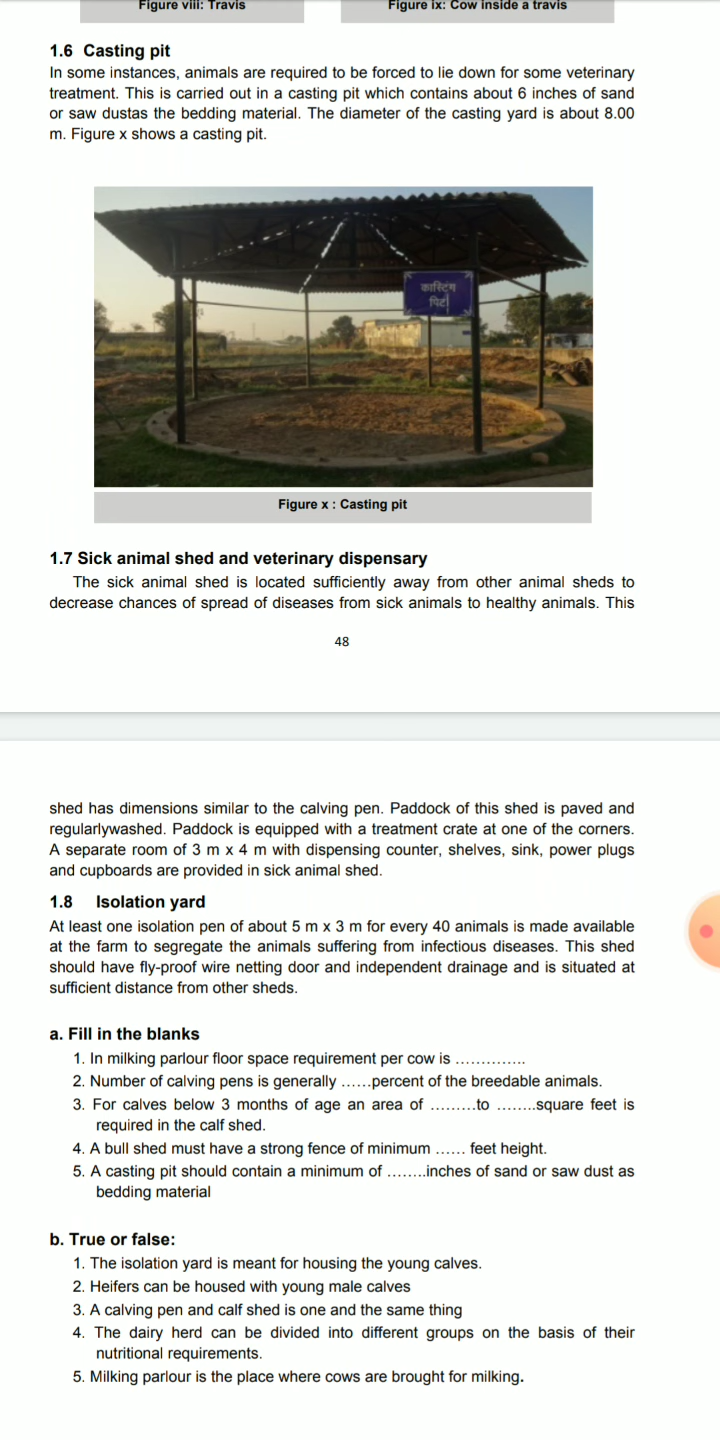 Figure viii: Travis
Figure ix: Cow inside a travis
1.6 Casting pit
In some instances, animals are required to be forced to lie down for some veterinary
treatment. This is carried out in a casting pit which contains about 6 inches of sand
or saw dustas the bedding material. The diameter of the casting yard is about 8.00
m. Figure x shows a casting pit.
कास्टिंग
पिट
Figure x : Casting pit
1.7 Sick animal shed and veterinary dispensary
The sick animal shed is located sufficiently away from other animal sheds to
decrease chances of spread of diseases from sick animals to healthy animals. This
48
shed has dimensions similar to the calving pen. Paddock of this shed is paved and
regularlywashed. Paddock is equipped with a treatment crate at one of the corners.
A separate room of 3 m x 4 m with dispensing counter, shelves, sink, power plugs
and cupboards are provided in sick animal shed.
1.8 Isolation yard
At least one isolation pen of about 5 m x 3 m for every 40 animals is made available
at the farm to segregate the animals suffering from infectious diseases. This shed
should have fly-proof wire netting door and independent drainage and is situated at
sufficient distance from other sheds.
a. Fill in the blanks
1. In milking parlour floor space requirement per cow is …………..
2. Number of calving pens is generally ……percent of the breedable animals.
3. For calves below 3 months of age an area of ………to ……..square feet is
required in the calf shed.
4. A bull shed must have a strong fence of minimum …… feet height.
5. A casting pit should contain a minimum of ……..inches of sand or saw dust as
bedding material
b. True or false:
1. The isolation yard is meant for housing the young calves.
2. Heifers can be housed with young male calves
3. A calving pen and calf shed is one and the same thing
4. The dairy herd can be divided into different groups on the basis of their
nutritional requirements.
5. Milking parlour is the place where cows are brought for milking.